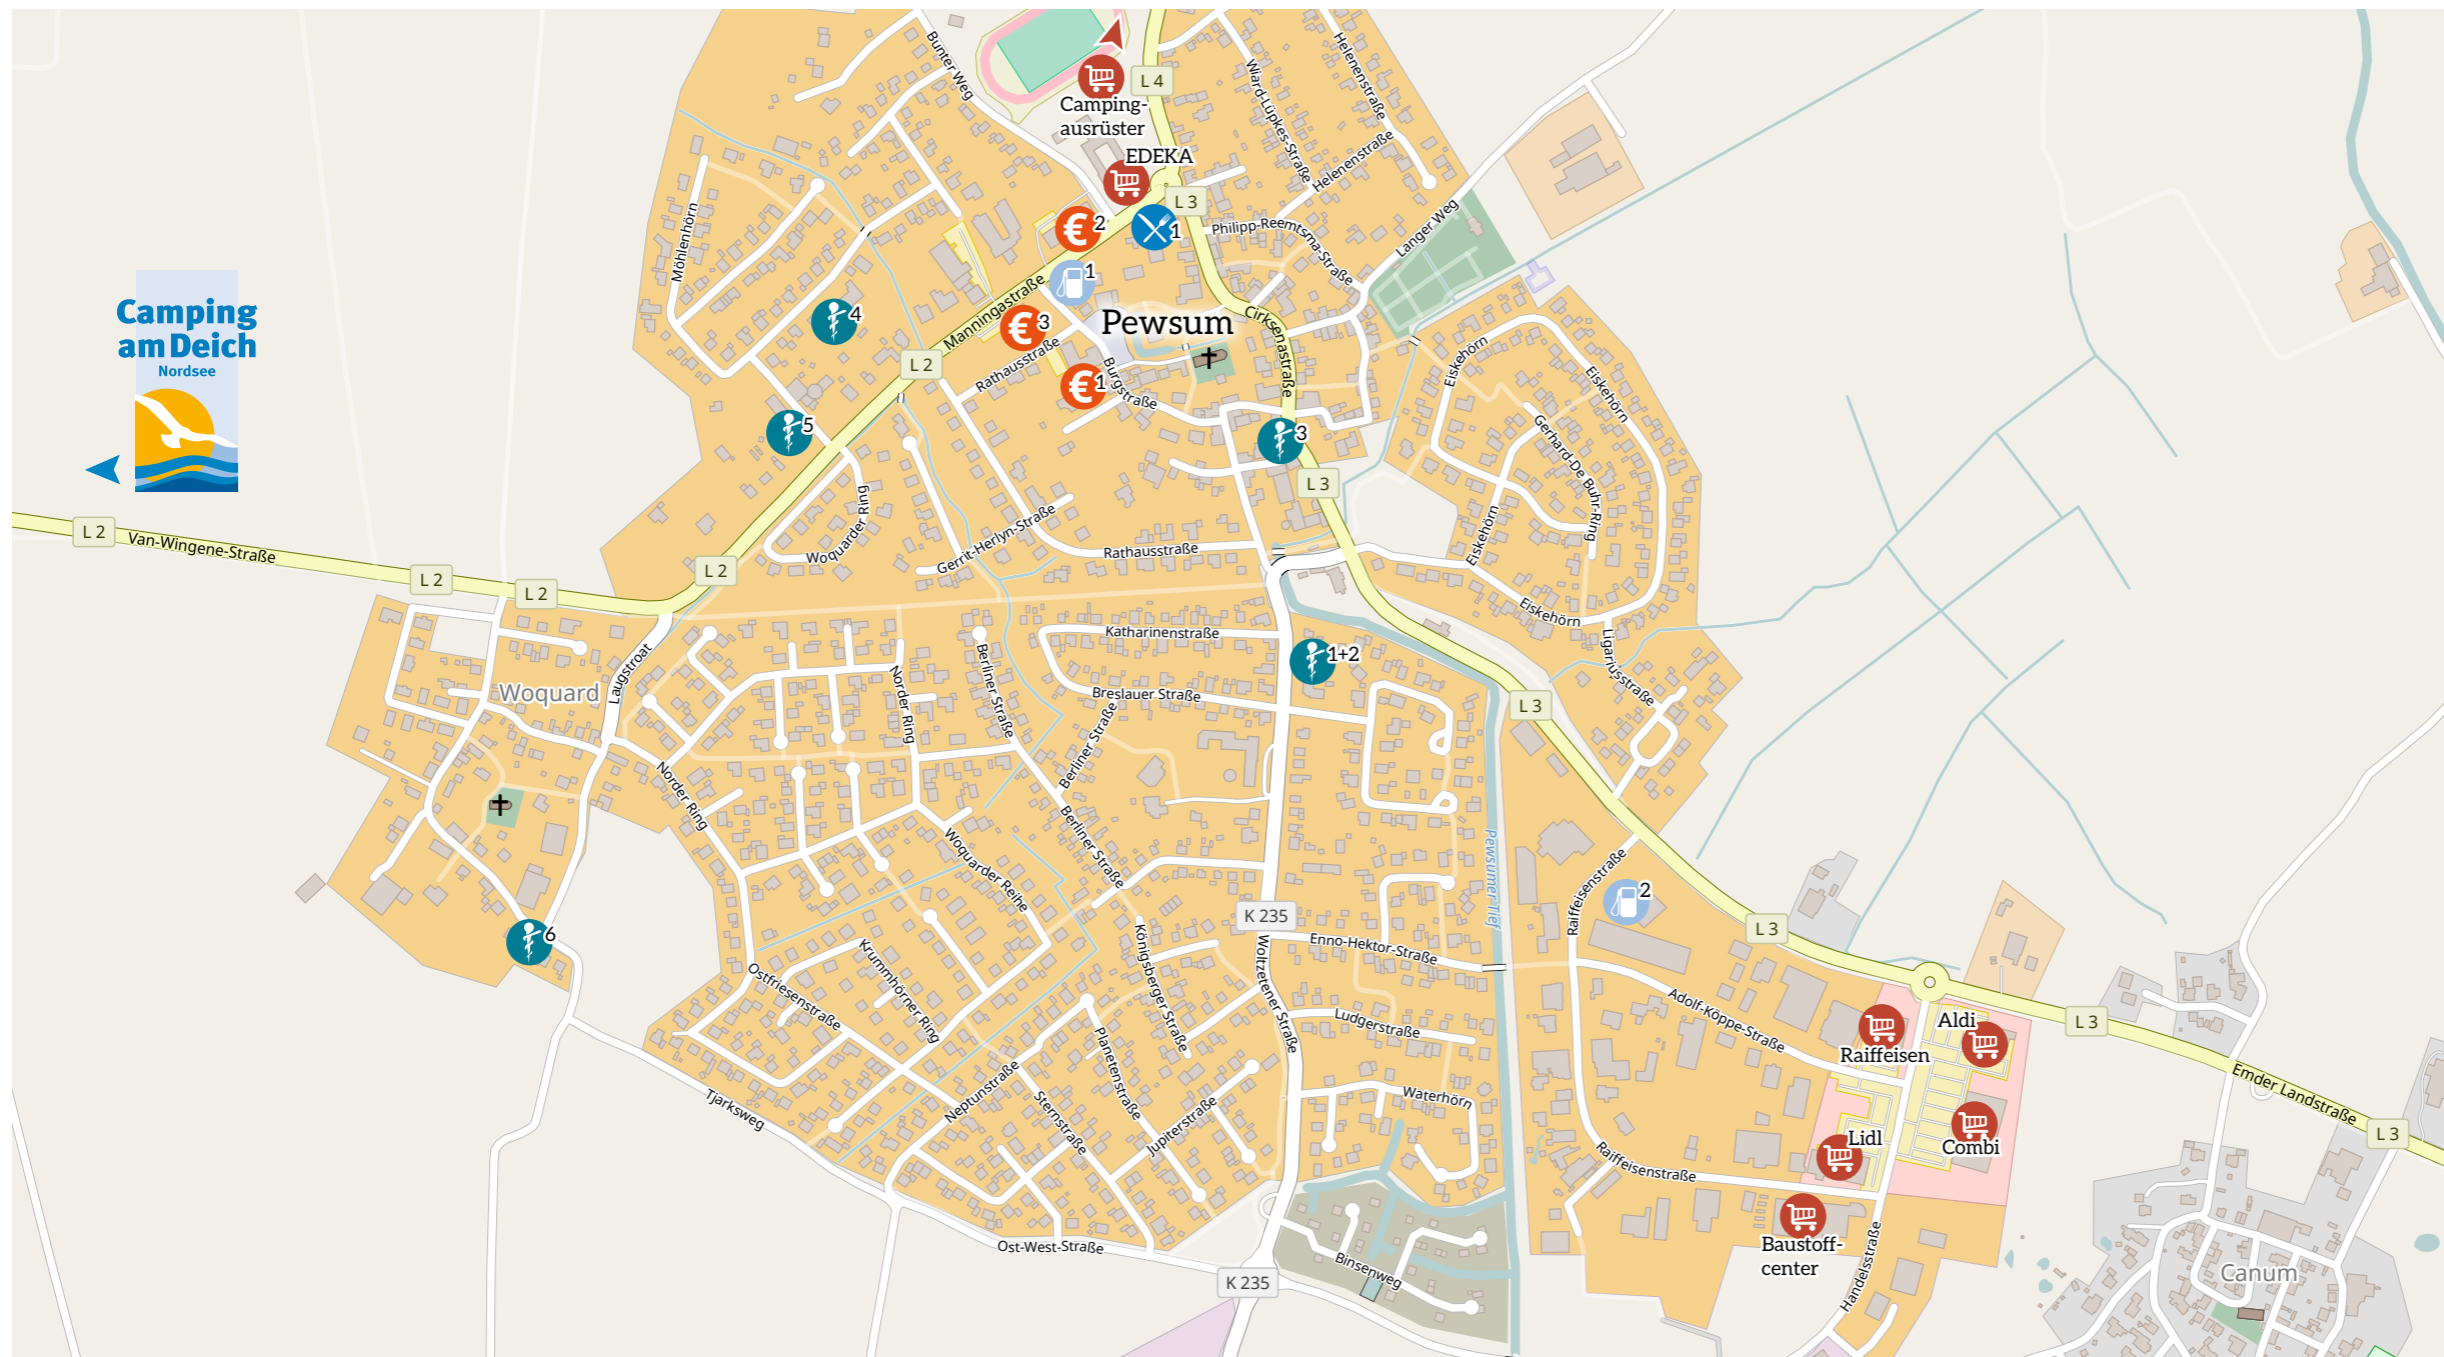 Bunter Weg
Helenenstraße
Wiard-Lüpkes-Straße
L 4
Camping-
ausrüster
EDEKA
Helenenstraße
L 3
Langer Weg
Philipp-Reemtsma-Straße
2
1
1
Möhlenhörn
Camping
am Deich
Nordsee
Manningastraße
4
3
Pewsum
Cirksenastraße
L 2
Rathausstraße
1
Burgstraße
Eiskehörn
Eiskehörn
5
3
Gerhard-De Buhr-Ring
L 3
Woquarder Ring
Gerrit-Herlyn-Straße
Rathausstraße
Eiskehörn
L 2
Van-Wingene-Straße
L 2
L 2
L 2
Eiskehörn
Katharinenstraße
1+2
Ligariusstraße
Laugstroat
Woquard
Norder Ring
Berliner Straße
Breslauer Straße
Berliner Straße
L 3
Norder Ring
Berliner Straße
Woquarder Reihe
Pewsumer Tief
Raiffeisenstraße
2
K 235
L 3
6
Krummhörner Ring
Königsberger Straße
Woltzetener Straße
Enno-Hektor-Straße
Ostfriesenstraße
Adolf-Köppe-Straße
Ludgerstraße
Raiffeisen
Aldi
L 3
Planetenstraße
Neptunstraße
Sternstraße
Jupiterstraße
Waterhörn
Tjarksweg
Emder Landstraße
L 3
Lidl
Combi
Raiffeisenstraße
Ost-West-Straße
Baustoff-
center
Handelsstraße
K 235
Binsenweg
Canum